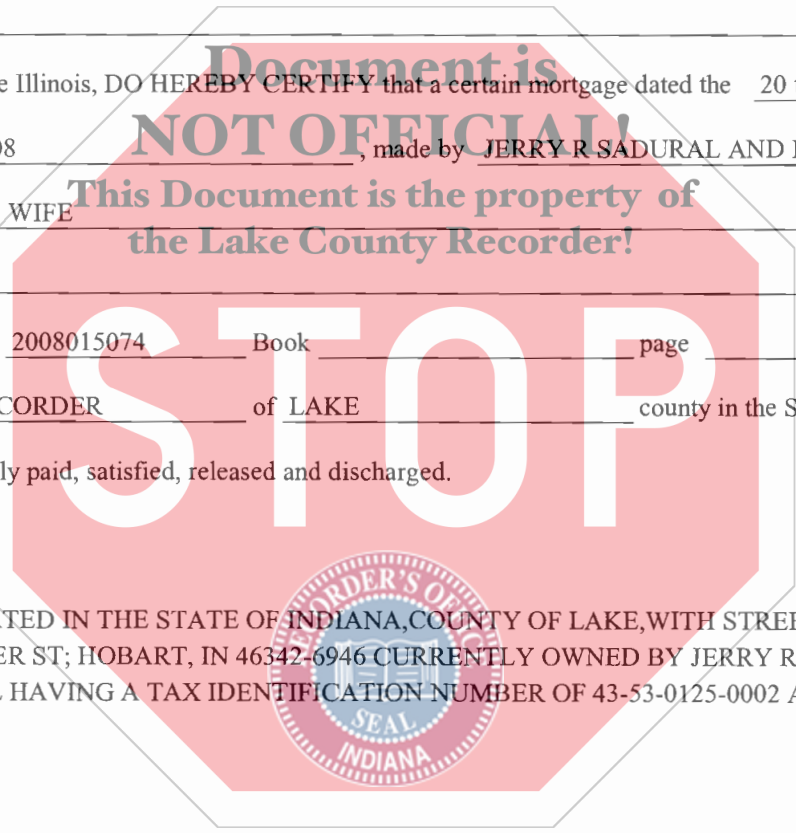 Document is
e Illinois, DO HEREBY CERTIFY that a certain mortgage dated the 20
NOT OFFICIAL!
08 , made by JERRY R SADURAL AND
This Document is the property of
WIFE
the Lake County Recorder!
STOP
2008015074 Book page
CORDER of LAKE county in the S
ly paid, satisfied, released and discharged.
RECORDER'S OFFICE
TED IN THE STATE OF INDIANA,COUNTY OF LAKE,WITH STREE
ER ST; HOBART, IN 46342-6946 CURRENTLY OWNED BY JERRY R
HAVING A TAX IDENTIFICATION NUMBER OF 43-53-0125-0002 A
SEAL
INDIANA